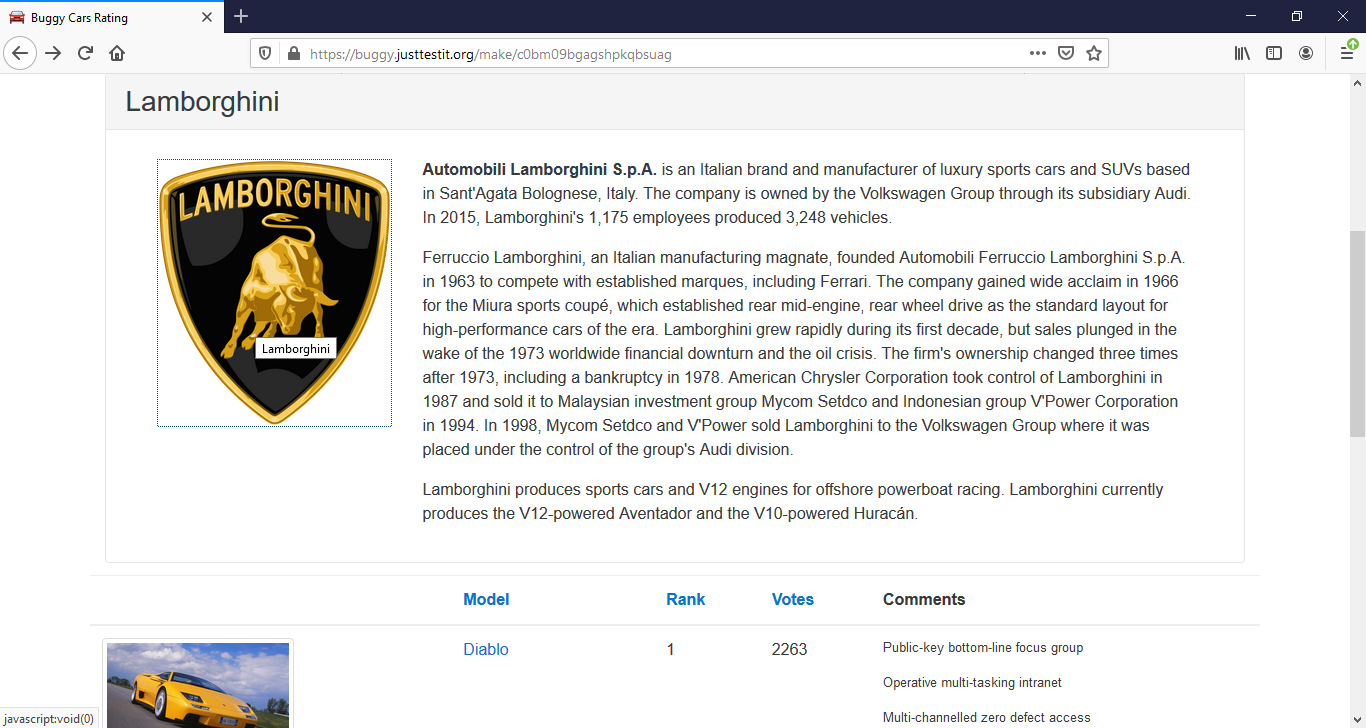 Buggy Cars Rating
https://buggy.justtestit.org/make/c0bm09bgagshpkqbsuag
Lamborghini
LAMBORGHINI
Lamborghini
Automobili Lamborghini S.p.A. is an Italian brand and manufacturer of luxury sports cars and SUVs based
in Sant'Agata Bolognese, Italy. The company is owned by the Volkswagen Group through its subsidiary Audi.
In 2015, Lamborghini's 1,175 employees produced 3,248 vehicles.
Ferruccio Lamborghini, an Italian manufacturing magnate, founded Automobili Ferruccio Lamborghini S.p.A.
in 1963 to compete with established marques, including Ferrari. The company gained wide acclaim in 1966
for the Miura sports coupé, which established rear mid-engine, rear wheel drive as the standard layout for
high-performance cars of the era. Lamborghini grew rapidly during its first decade, but sales plunged in the
wake of the 1973 worldwide financial downturn and the oil crisis. The firm's ownership changed three times
after 1973, including a bankruptcy in 1978. American Chrysler Corporation took control of Lamborghini in
1987 and sold it to Malaysian investment group Mycom Setdco and Indonesian group V'Power Corporation
in 1994. In 1998, Mycom Setdco and V'Power sold Lamborghini to the Volkswagen Group where it was
placed under the control of the group's Audi division.
Lamborghini produces sports cars and V12 engines for offshore powerboat racing. Lamborghini currently
produces the V12-powered Aventador and the V10-powered Huracán.
Model Rank Votes Comments
Diablo 1 2263 Public-key bottom-line focus group
Operative multi-tasking intranet
Multi-channelled zero defect access
javascript:void(0)